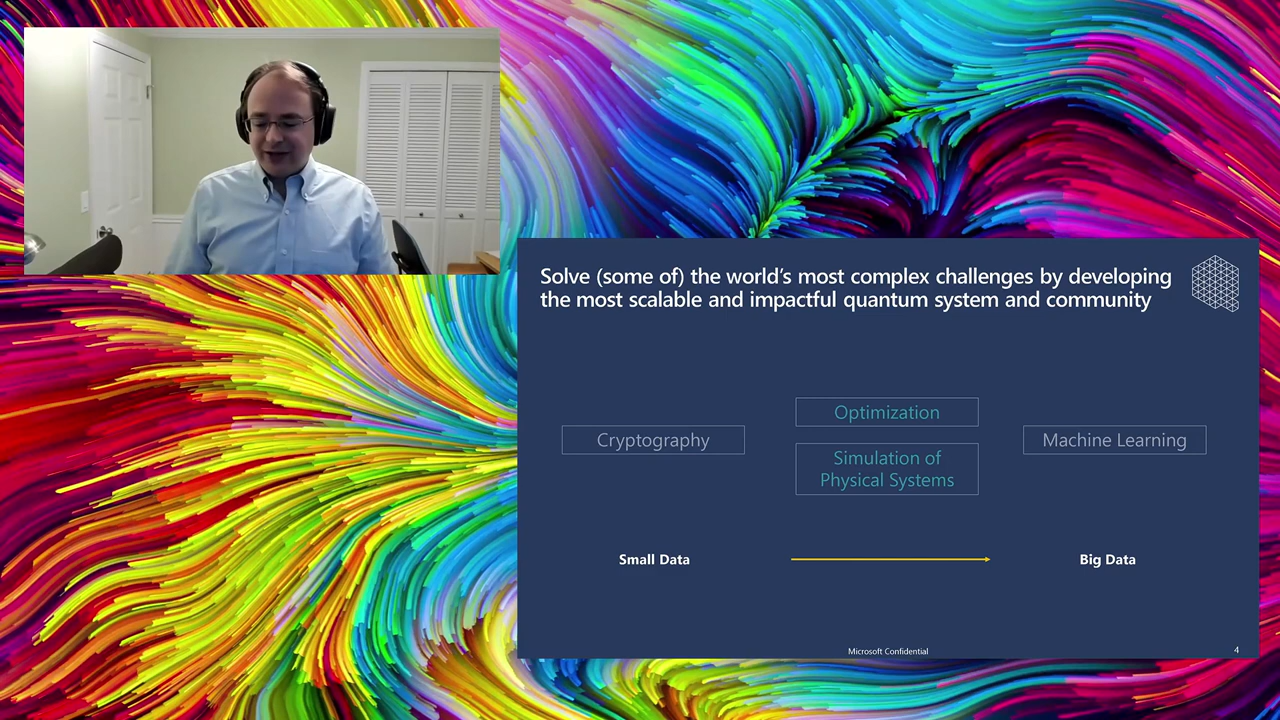 Solve (some of) the world's most complex challenges by developing
the most scalable and impactful quantum system and community
Cryptography
Optimization
Simulation of
Physical Systems
Machine Learning
Small Data
Big Data
Microsoft Confidential
4